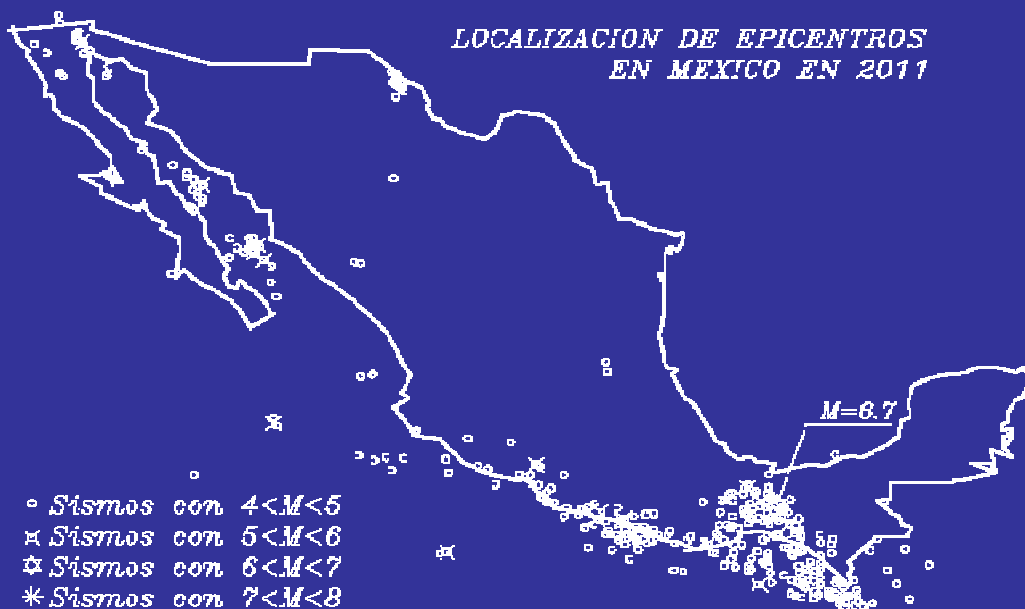 LOCALIZACION DE EPICENTROS
EN MEXICO EN 2011
M=6.7
Sismos con 4<M<5
Sismos con 5<M<6
Sismos con 6<M<7
Sismos con 7<M<8